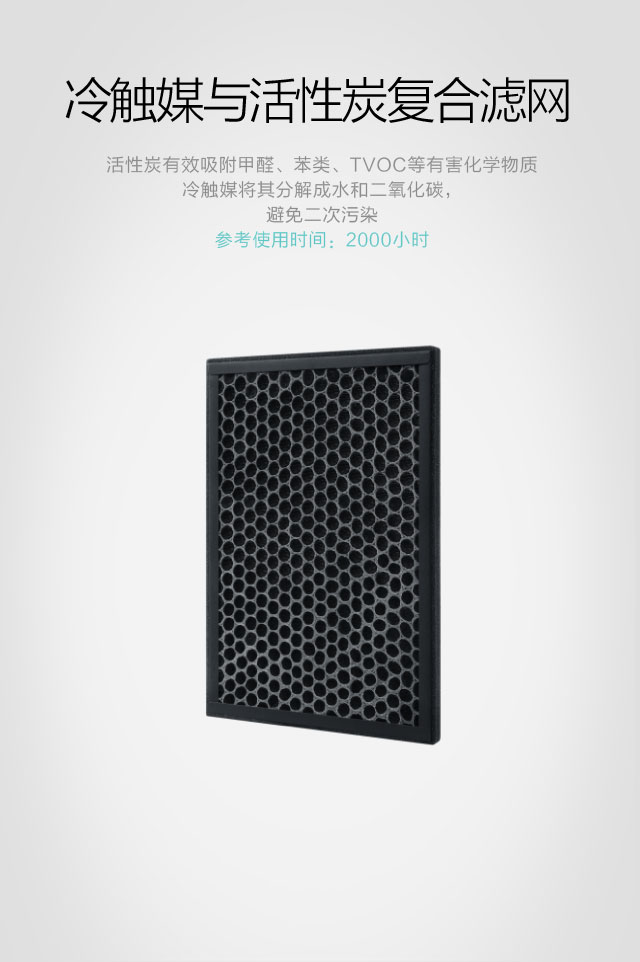 冷触媒与活性炭复合滤网
活性炭有效吸附甲醛、苯类、TVOC等有害化学物质
冷触媒将其分解成水和二氧化碳，
避免二次污染
参考使用时间：2000小时